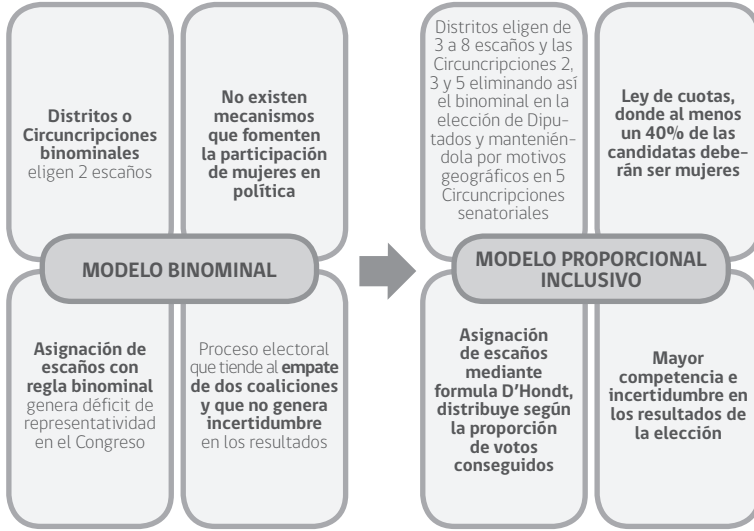 Distritos o
Circuncripciones
binominales
eligen 2 escaños
No existen
mecanismos
que fomenten
la participación
de mujeres en
política
MODELO BINOMINAL
Asignación de
escaños con
regla binominal
genera déficit de
representatividad
en el Congreso
Proceso electoral
que tiende al empate
de dos coaliciones
y que no genera
incertidumbre
en los resultados
Distritos eligen de
3 a 8 escaños y las
Circuncripciones 2,
3 y 5 eliminando así
el binominal en la
elección de Dipu-
tados y mantenién-
dola por motivos
geográficos en 5
Circuncripciones
senatoriales
Ley de cuotas,
donde al menos
un 40% de las
candidatas debe-
rán ser mujeres
MODELO PROPORCIONAL
INCLUSIVO
Asignación
de escaños
mediante
formula D'Hondt,
distribuye según
la proporción
de votos
conseguidos
Mayor
competencia e
incertidumbre en
los resultados de
la elección